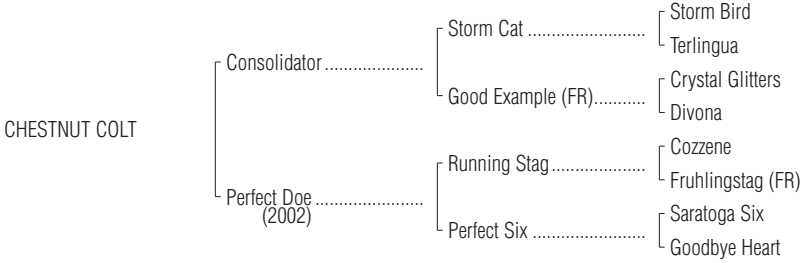 Storm Bird
Storm Cat ........................
Terlingua
Consolidator .....................
Crystal Glitters
Good Example (FR)...........
Divona
CHESTNUT COLT
Cozzene
Running Stag ....................
Fruhlingstag (FR)
Perfect Doe .......................
(2002)
Saratoga Six
Perfect Six ........................
Goodbye Heart